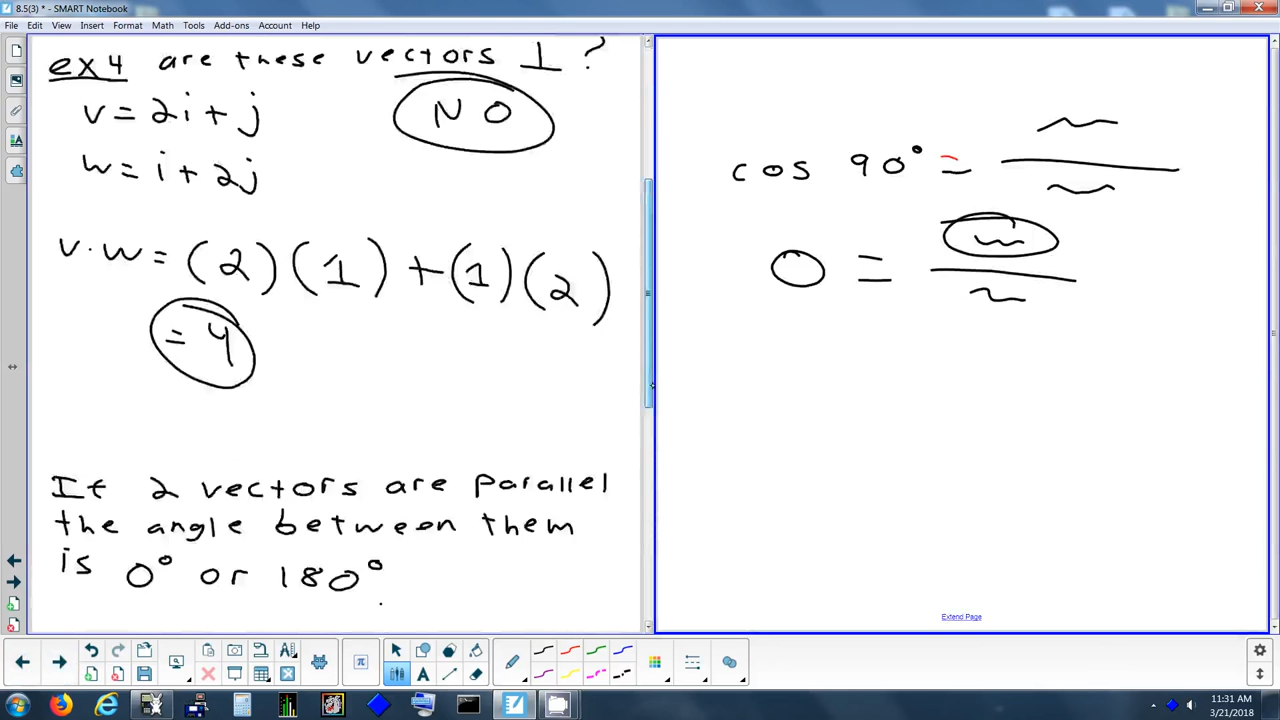 8.5(3) * - SMART Notebook
File Edit View Insert Format Math Tools Add-ons Account Help
ex4 are these vectors ⊥ ?
v = 2i + j
NO
w = i + 2j
v·w = (2)(1) + (1)(2)
= 4
If 2 vectors are parallel
the angle between them
is 0° or 180°
cos 90° =
0 =
Extend Page
11:31 AM
3/21/2018